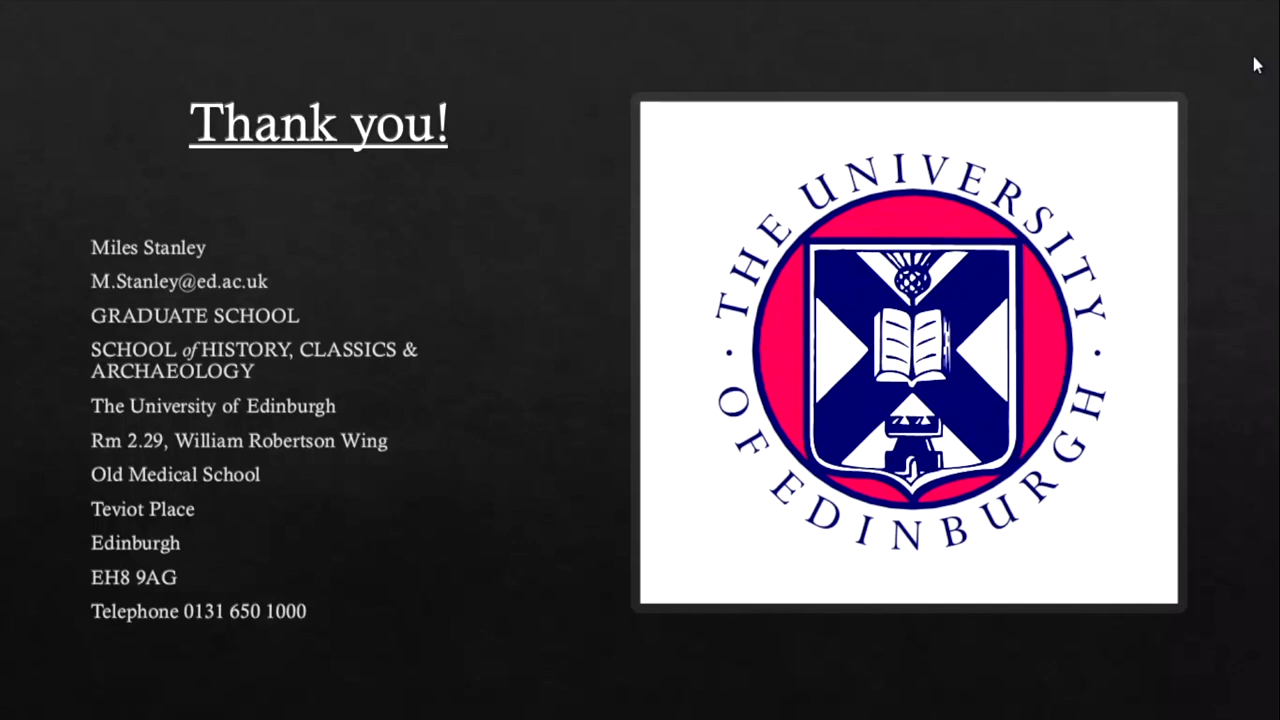 Thank you!
Miles Stanley
M.Stanley@ed.ac.uk
GRADUATE SCHOOL
SCHOOL of HISTORY, CLASSICS &
ARCHAEOLOGY
The University of Edinburgh
Rm 2.29, William Robertson Wing
Old Medical School
Teviot Place
Edinburgh
EH8 9AG
Telephone 0131 650 1000
· THE UNIVERSITY ·
OF EDINBURGH